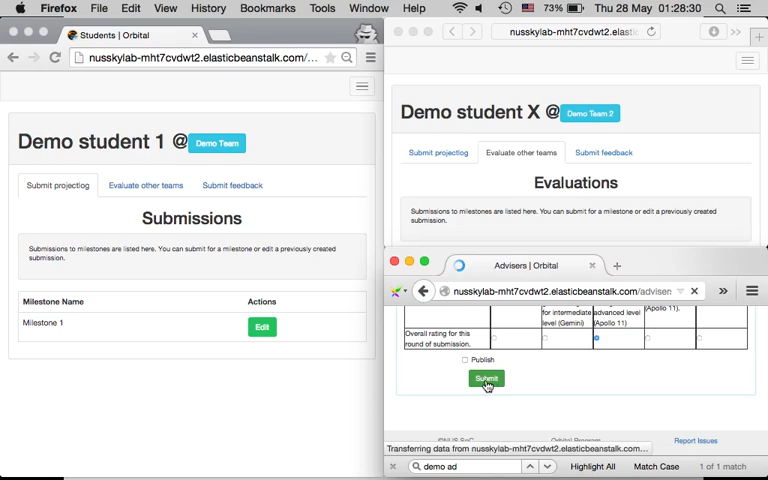 Firefox File Edit View History Bookmarks Tools Window 73% Thu 28 May 01:28:30
Students | Orbital
nusskylab-mht7cvdwt2.elasticbeanstalk.com/...
Demo student 1 @ Demo Team
Submit projectlog Evaluate other teams Submit feedback
Submissions
Submissions to milestones are listed here. You can submit for a milestone or edit a previously created
submission.
Milestone Name Actions
Milestone 1 Edit
nusskylab-mht7cvdwt2.elasti
Demo student X @ Demo Team 2
Submit projectlog Evaluate other teams Submit feedback
Evaluations
Submissions to milestones are listed here. You can submit for a milestone or edit a previously created
submission.
Advisers | Orbital
nusskylab-mht7cvdwt2.elasticbeanstalk.com/adviser
for intermediate
level (Gemini)
advanced level
(Apollo 11)
(Apollo 11).
Overall rating for this
round of submission.
Publish
Submit
©NUS SoC Orbital Program Report Issues
Transferring data from nusskylab-mht7cvdwt2.elasticbeanstalk.com...
demo ad Highlight All Match Case 1 of 1 match